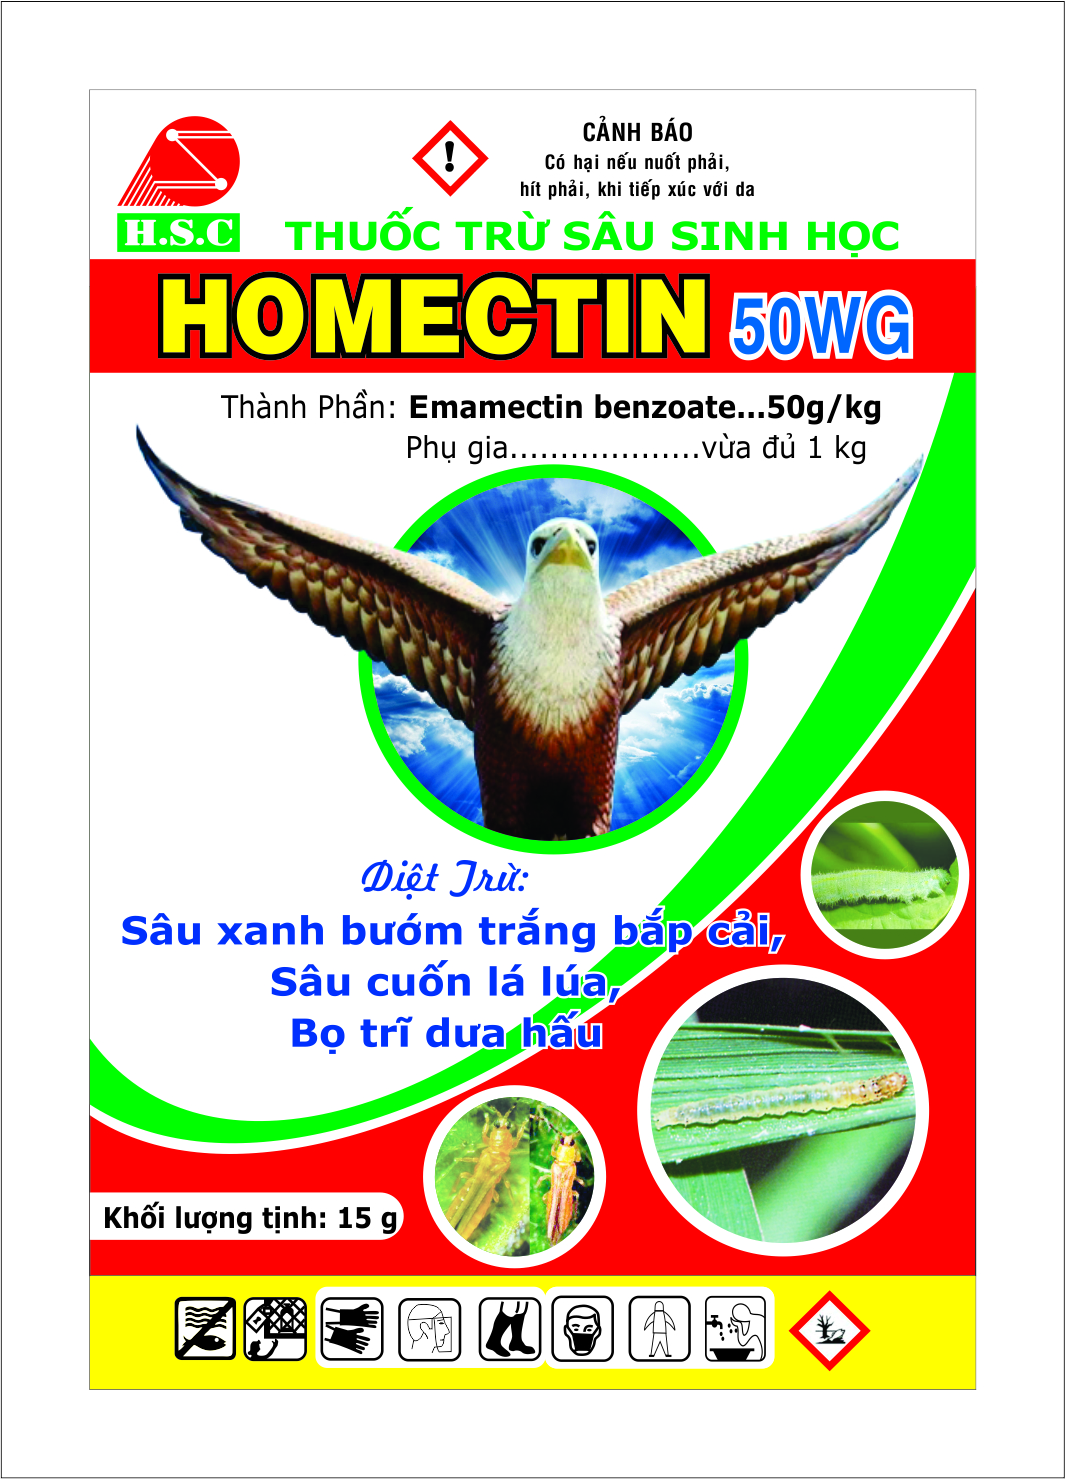 CẢNH BÁO
Có hại nếu nuốt phải,
hít phải, khi tiếp xúc với da
H.S.C
THUỐC TRỪ SÂU SINH HỌC
HOMECTIN 50WG
Thành Phần: Emamectin benzoate...50g/kg
Phụ gia...................vừa đủ 1 kg
Diệt Trừ:
Sâu xanh bướm trắng bắp cải,
Sâu cuốn lá lúa,
Bọ trĩ dưa hấu
Khối lượng tịnh: 15 g